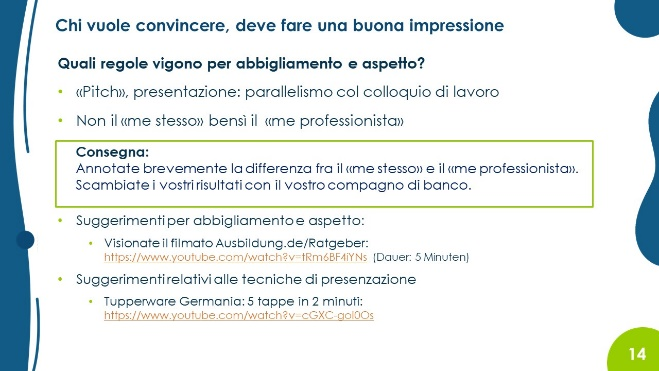 Chi vuole convincere, deve fare una buona impressione
Quali regole vigono per abbigliamento e aspetto?
• «Pitch», presentazione: parallelismo col colloquio di lavoro
• Non il «me stesso» bensì il «me professionista»
Consegna:
Annotate brevemente la differenza fra il «me stesso» e il «me professionista».
Scambiate i vostri risultati con il vostro compagno di banco.
• Suggerimenti per abbigliamento e aspetto:
• Visionate il filmato Ausbildung.de/Ratgeber:
https://www.youtube.com/watch?v=tRm6BF4iYNs (Dauer: 5 Minuten)
• Suggerimenti relativi alle tecniche di presenzazione
• Tupperware Germania: 5 tappe in 2 minuti:
https://www.youtube.com/watch?v=cGXC-gol0Os
14